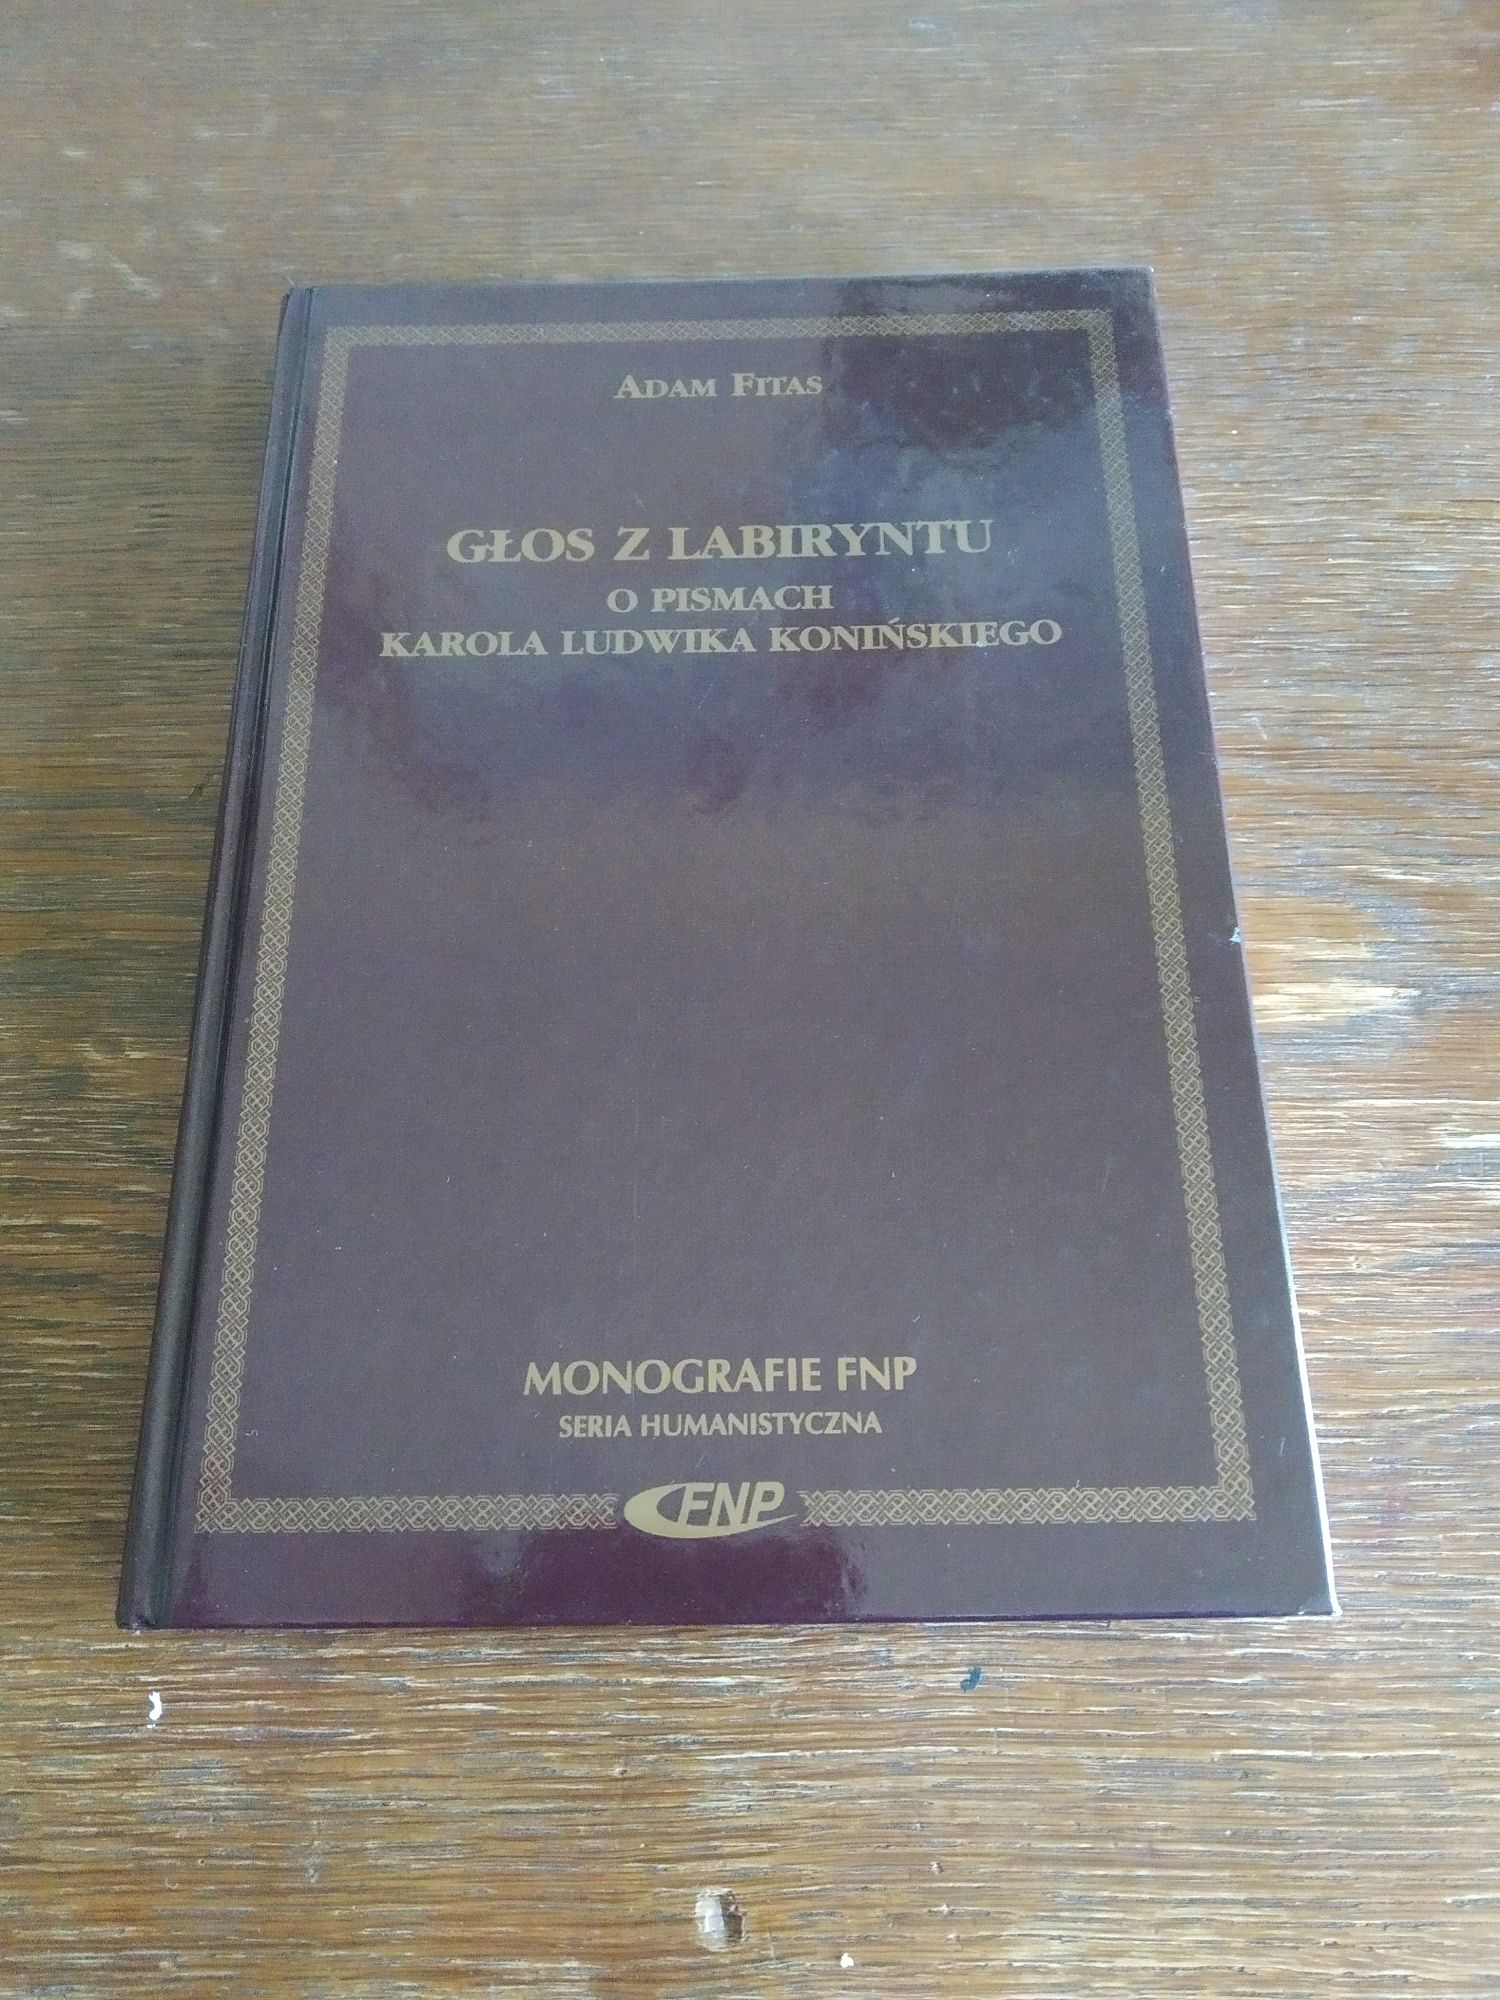 ADAM FITAS
GŁOS Z LABIRYNTU
O PISMACH
KAROLA LUDWIKA KONIŃSKIEGO
MONOGRAFIE FNP
SERIA HUMANISTYCZNA
FNP